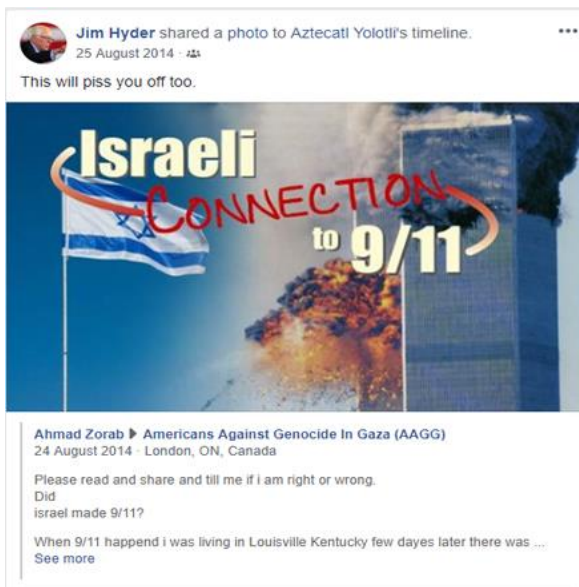 Jim Hyder shared a photo to Aztecatl Yolotli's timeline.
25 August 2014 ·
This will piss you off too.
Israeli
CONNECTION
to 9/11
Ahmad Zorab ▶ Americans Against Genocide In Gaza (AAGG)
24 August 2014 · London, ON, Canada
Please read and share and till me if i am right or wrong.
Did
israel made 9/11?
When 9/11 happend i was living in Louisville Kentucky few dayes later there was ...
See more